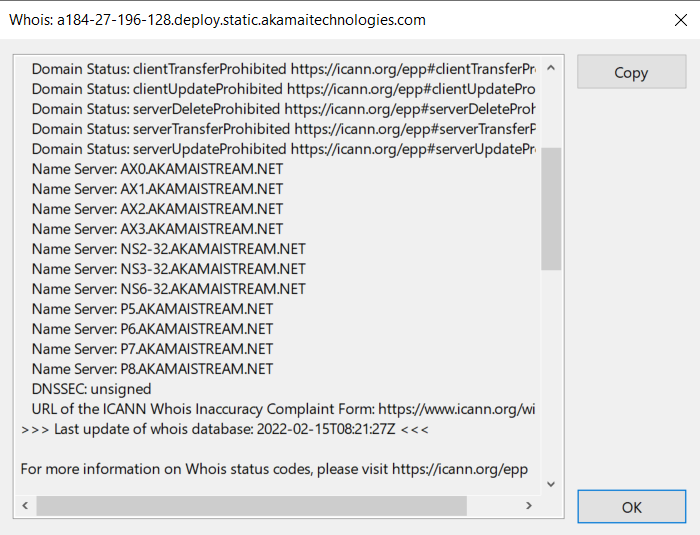 Whois: a184-27-196-128.deploy.static.akamaitechnologies.com
Domain Status: clientTransferProhibited https://icann.org/epp#clientTransferPr
Domain Status: clientUpdateProhibited https://icann.org/epp#clientUpdatePro
Domain Status: serverDeleteProhibited https://icann.org/epp#serverDeleteProh
Domain Status: serverTransferProhibited https://icann.org/epp#serverTransferP
Domain Status: serverUpdateProhibited https://icann.org/epp#serverUpdatePr
Name Server: AX0.AKAMAISTREAM.NET
Name Server: AX1.AKAMAISTREAM.NET
Name Server: AX2.AKAMAISTREAM.NET
Name Server: AX3.AKAMAISTREAM.NET
Name Server: NS2-32.AKAMAISTREAM.NET
Name Server: NS3-32.AKAMAISTREAM.NET
Name Server: NS6-32.AKAMAISTREAM.NET
Name Server: P5.AKAMAISTREAM.NET
Name Server: P6.AKAMAISTREAM.NET
Name Server: P7.AKAMAISTREAM.NET
Name Server: P8.AKAMAISTREAM.NET
DNSSEC: unsigned
URL of the ICANN Whois Inaccuracy Complaint Form: https://www.icann.org/wi
>>> Last update of whois database: 2022-02-15T08:21:27Z <<<
For more information on Whois status codes, please visit https://icann.org/epp
Copy
OK